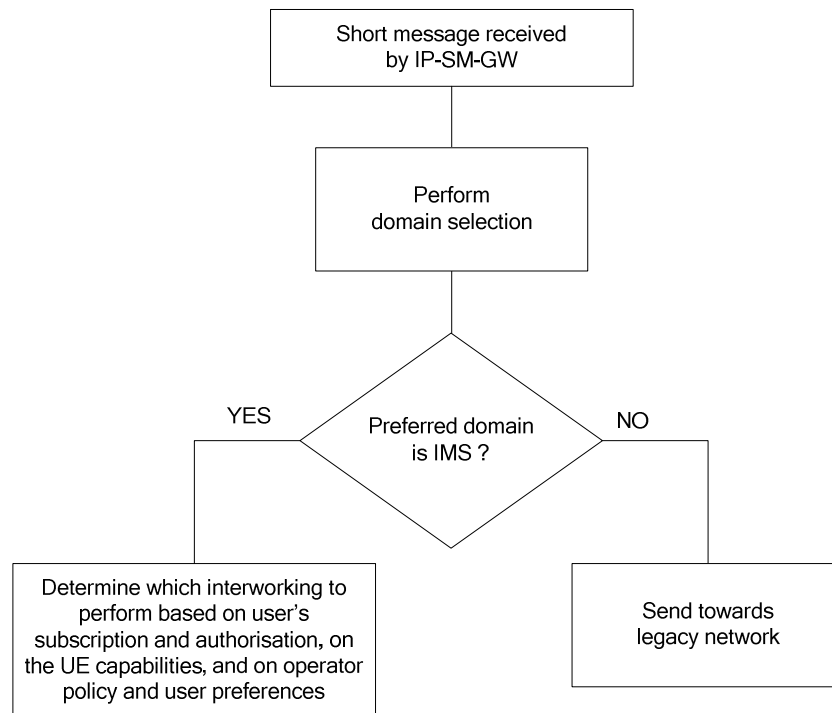 Short message received
by IP-SM-GW
Perform
domain selection
YES
Preferred domain
is IMS ?
NO
Determine which interworking to
perform based on user's
subscription and authorisation, on
the UE capabilities, and on operator
policy and user preferences
Send towards
legacy network